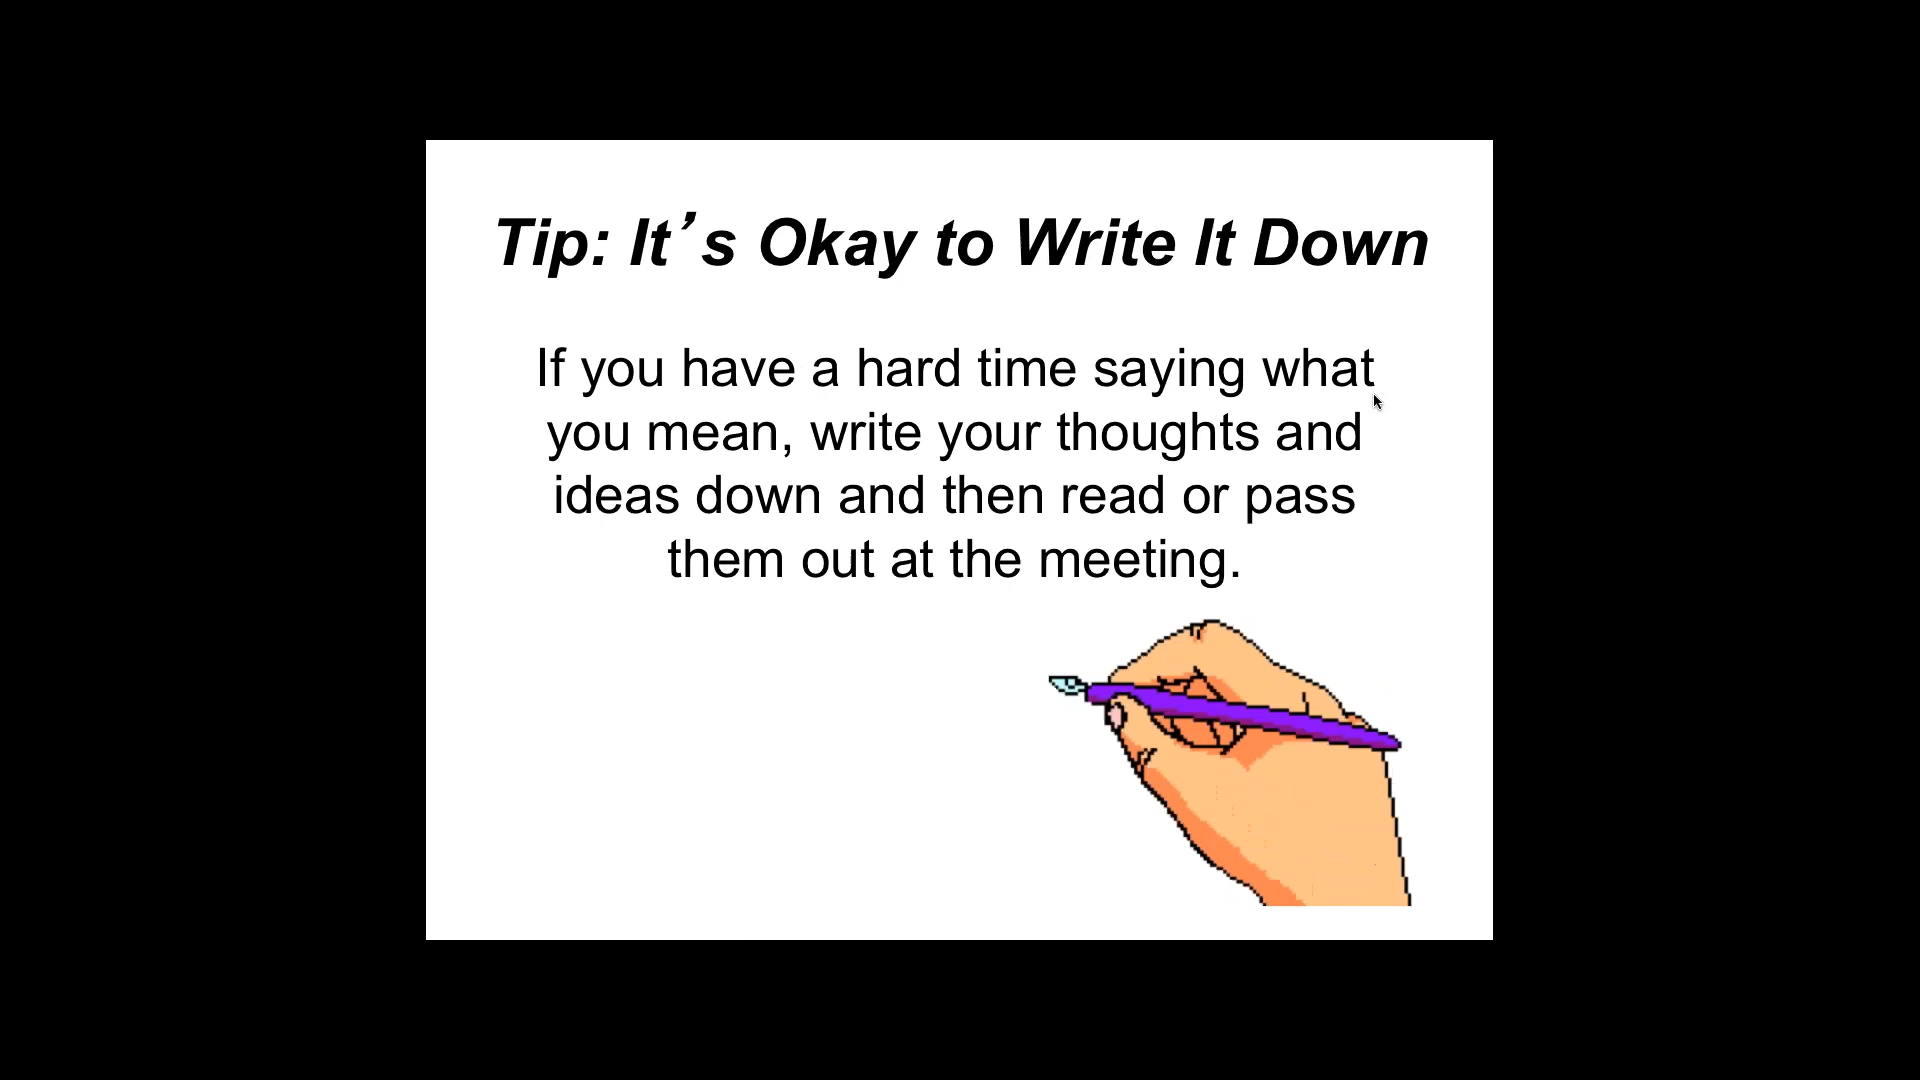 Tip: It’s Okay to Write It Down
If you have a hard time saying what
you mean, write your thoughts and
ideas down and then read or pass
them out at the meeting.